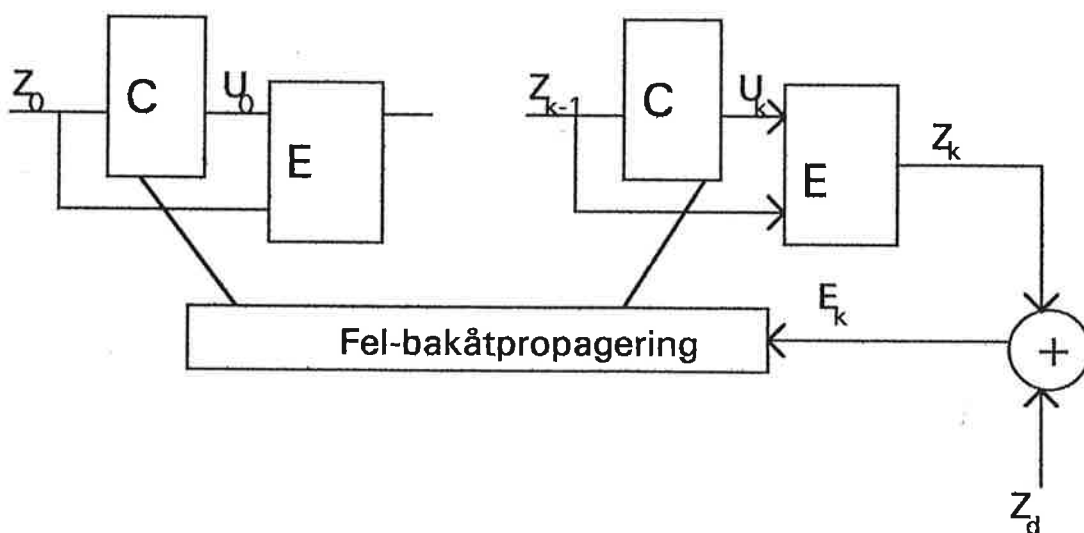 Z0 C U0 E
Zk-1 C Uk E Zk
Ek
Fel-bakåtpropagering
+
Zd